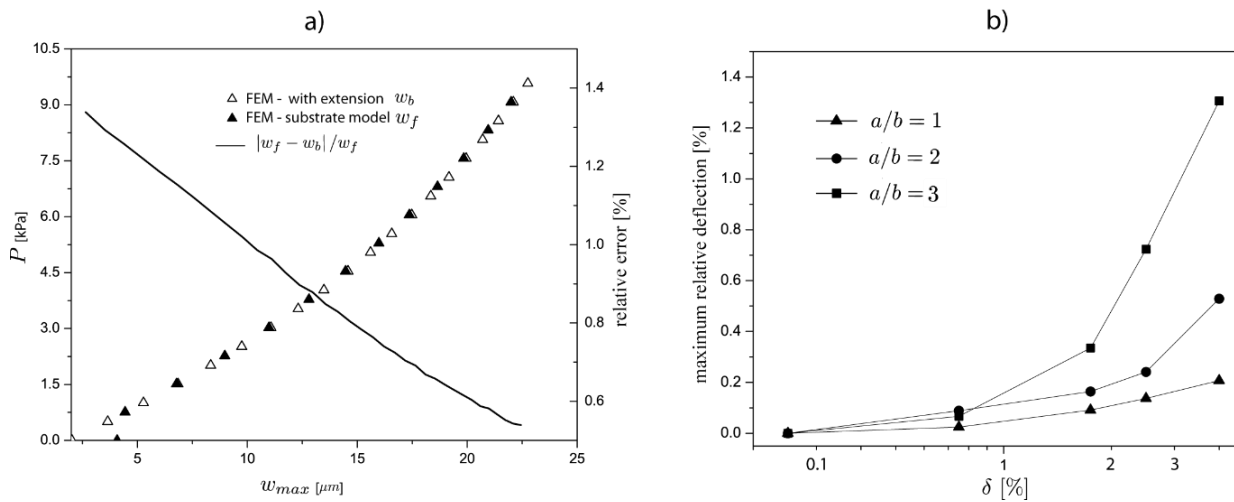 a)
10.5
9.0
7.5
6.0
4.5
3.0
1.5
0.0
P [kPa]
△ FEM - with extension w_b
▲ FEM - substrate model w_f
|w_f − w_b| / w_f
1.4
1.2
1.0
0.8
0.6
relative error [%]
5 10 15 20 25
w_max [μm]
b)
1.4
1.2
1.0
0.8
0.6
0.4
0.2
0.0
maximum relative deflection [%]
a/b = 1
a/b = 2
a/b = 3
0.1 1 2 3
δ [%]